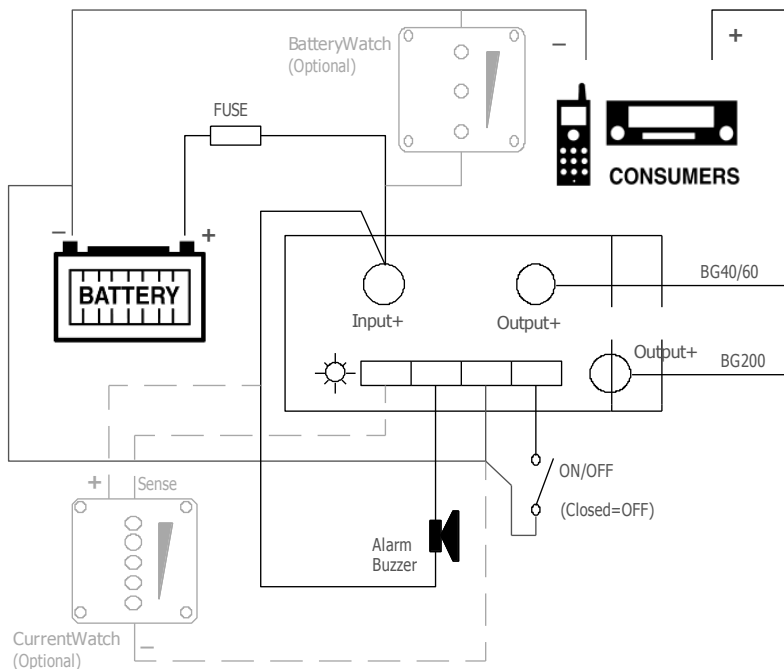 BatteryWatch
(Optional)
−
+
FUSE
CONSUMERS
−
+
BATTERY
Input+
Output+
BG40/60
Output+
BG200
+
Sense
ON/OFF
(Closed=OFF)
Alarm
Buzzer
CurrentWatch
(Optional)
−